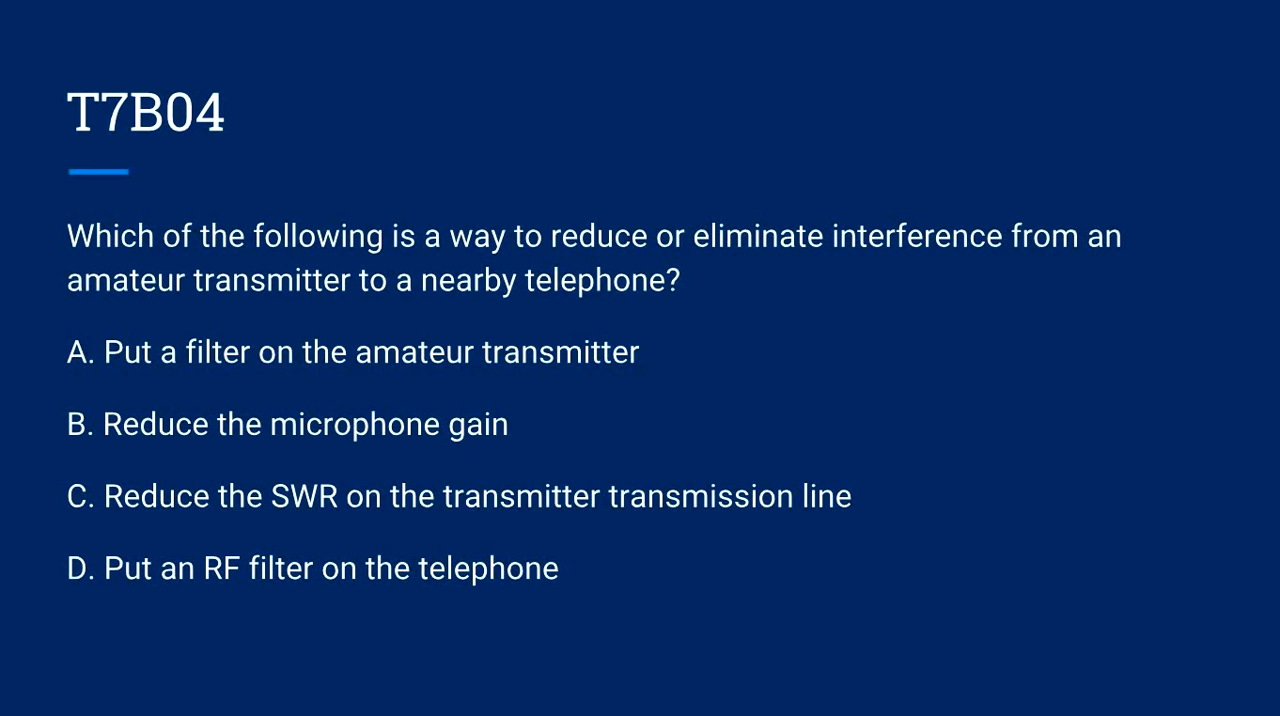 T7B04
Which of the following is a way to reduce or eliminate interference from an
amateur transmitter to a nearby telephone?
A. Put a filter on the amateur transmitter
B. Reduce the microphone gain
C. Reduce the SWR on the transmitter transmission line
D. Put an RF filter on the telephone